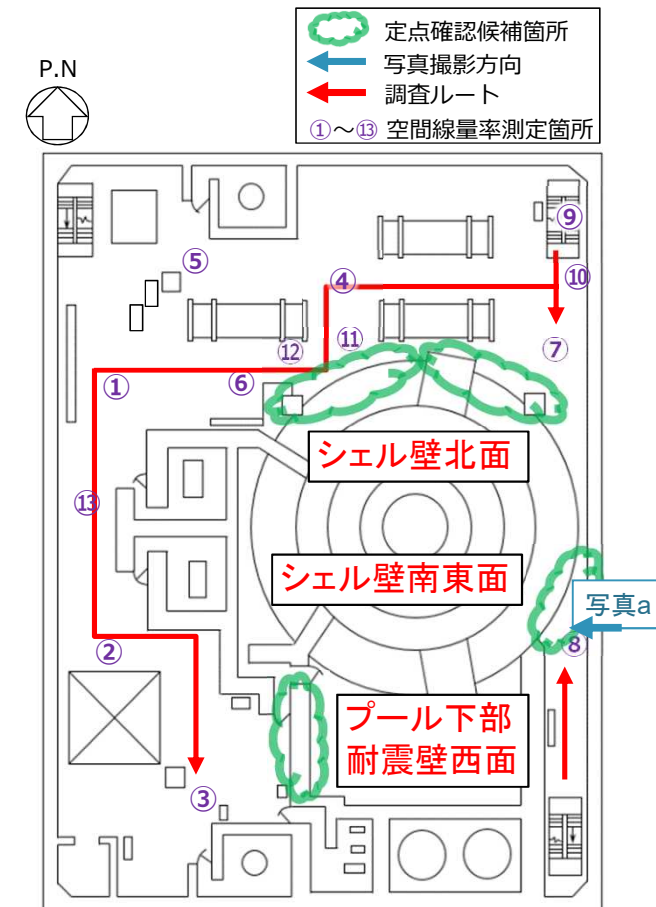 定点確認候補箇所
写真撮影方向
調査ルート
①～⑬ 空間線量率測定箇所
P.N
⑨
⑤
⑩
④
⑪
⑦
⑫
①
⑥
シェル壁北面
⑬
シェル壁南東面
写真a
②
⑧
プール下部
耐震壁西面
③